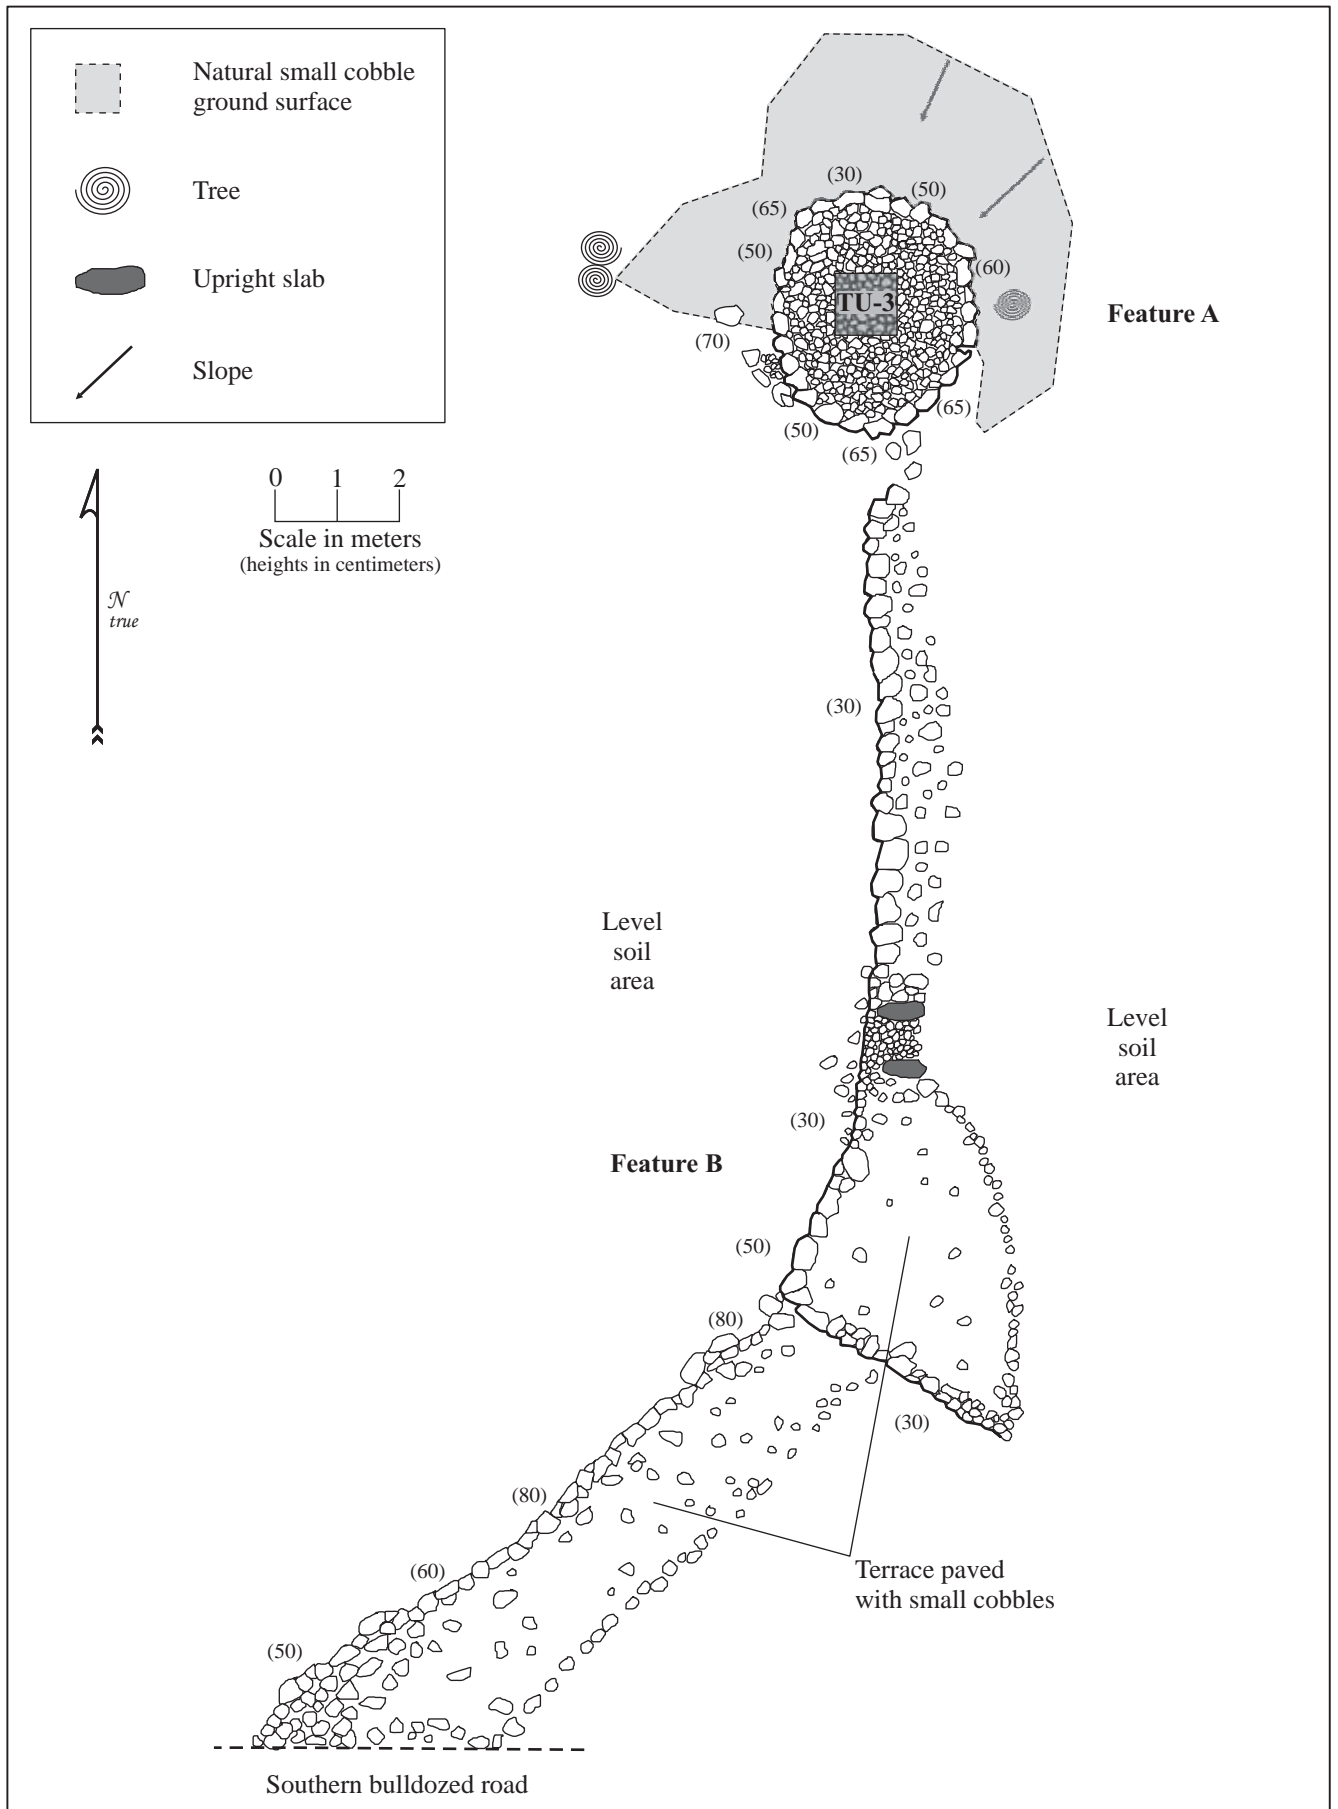 Natural small cobble
ground surface
Tree
Upright slab
Slope
0 1 2
Scale in meters
(heights in centimeters)
N
true
(30)
(50)
(65)
(50)
(60)
TU-3
Feature A
(70)
(65)
(50)
(65)
(30)
Level
soil
area
Level
soil
area
(30)
Feature B
(50)
(80)
(30)
(80)
(60)
Terrace paved
with small cobbles
(50)
Southern bulldozed road